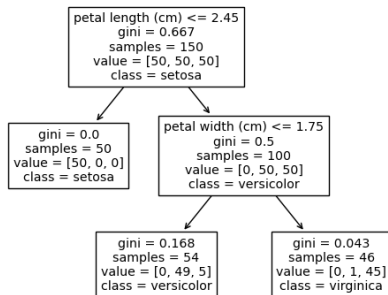 petal length (cm) <= 2.45
gini = 0.667
samples = 150
value = [50, 50, 50]
class = setosa
gini = 0.0
samples = 50
value = [50, 0, 0]
class = setosa
petal width (cm) <= 1.75
gini = 0.5
samples = 100
value = [0, 50, 50]
class = versicolor
gini = 0.168
samples = 54
value = [0, 49, 5]
class = versicolor
gini = 0.043
samples = 46
value = [0, 1, 45]
class = virginica